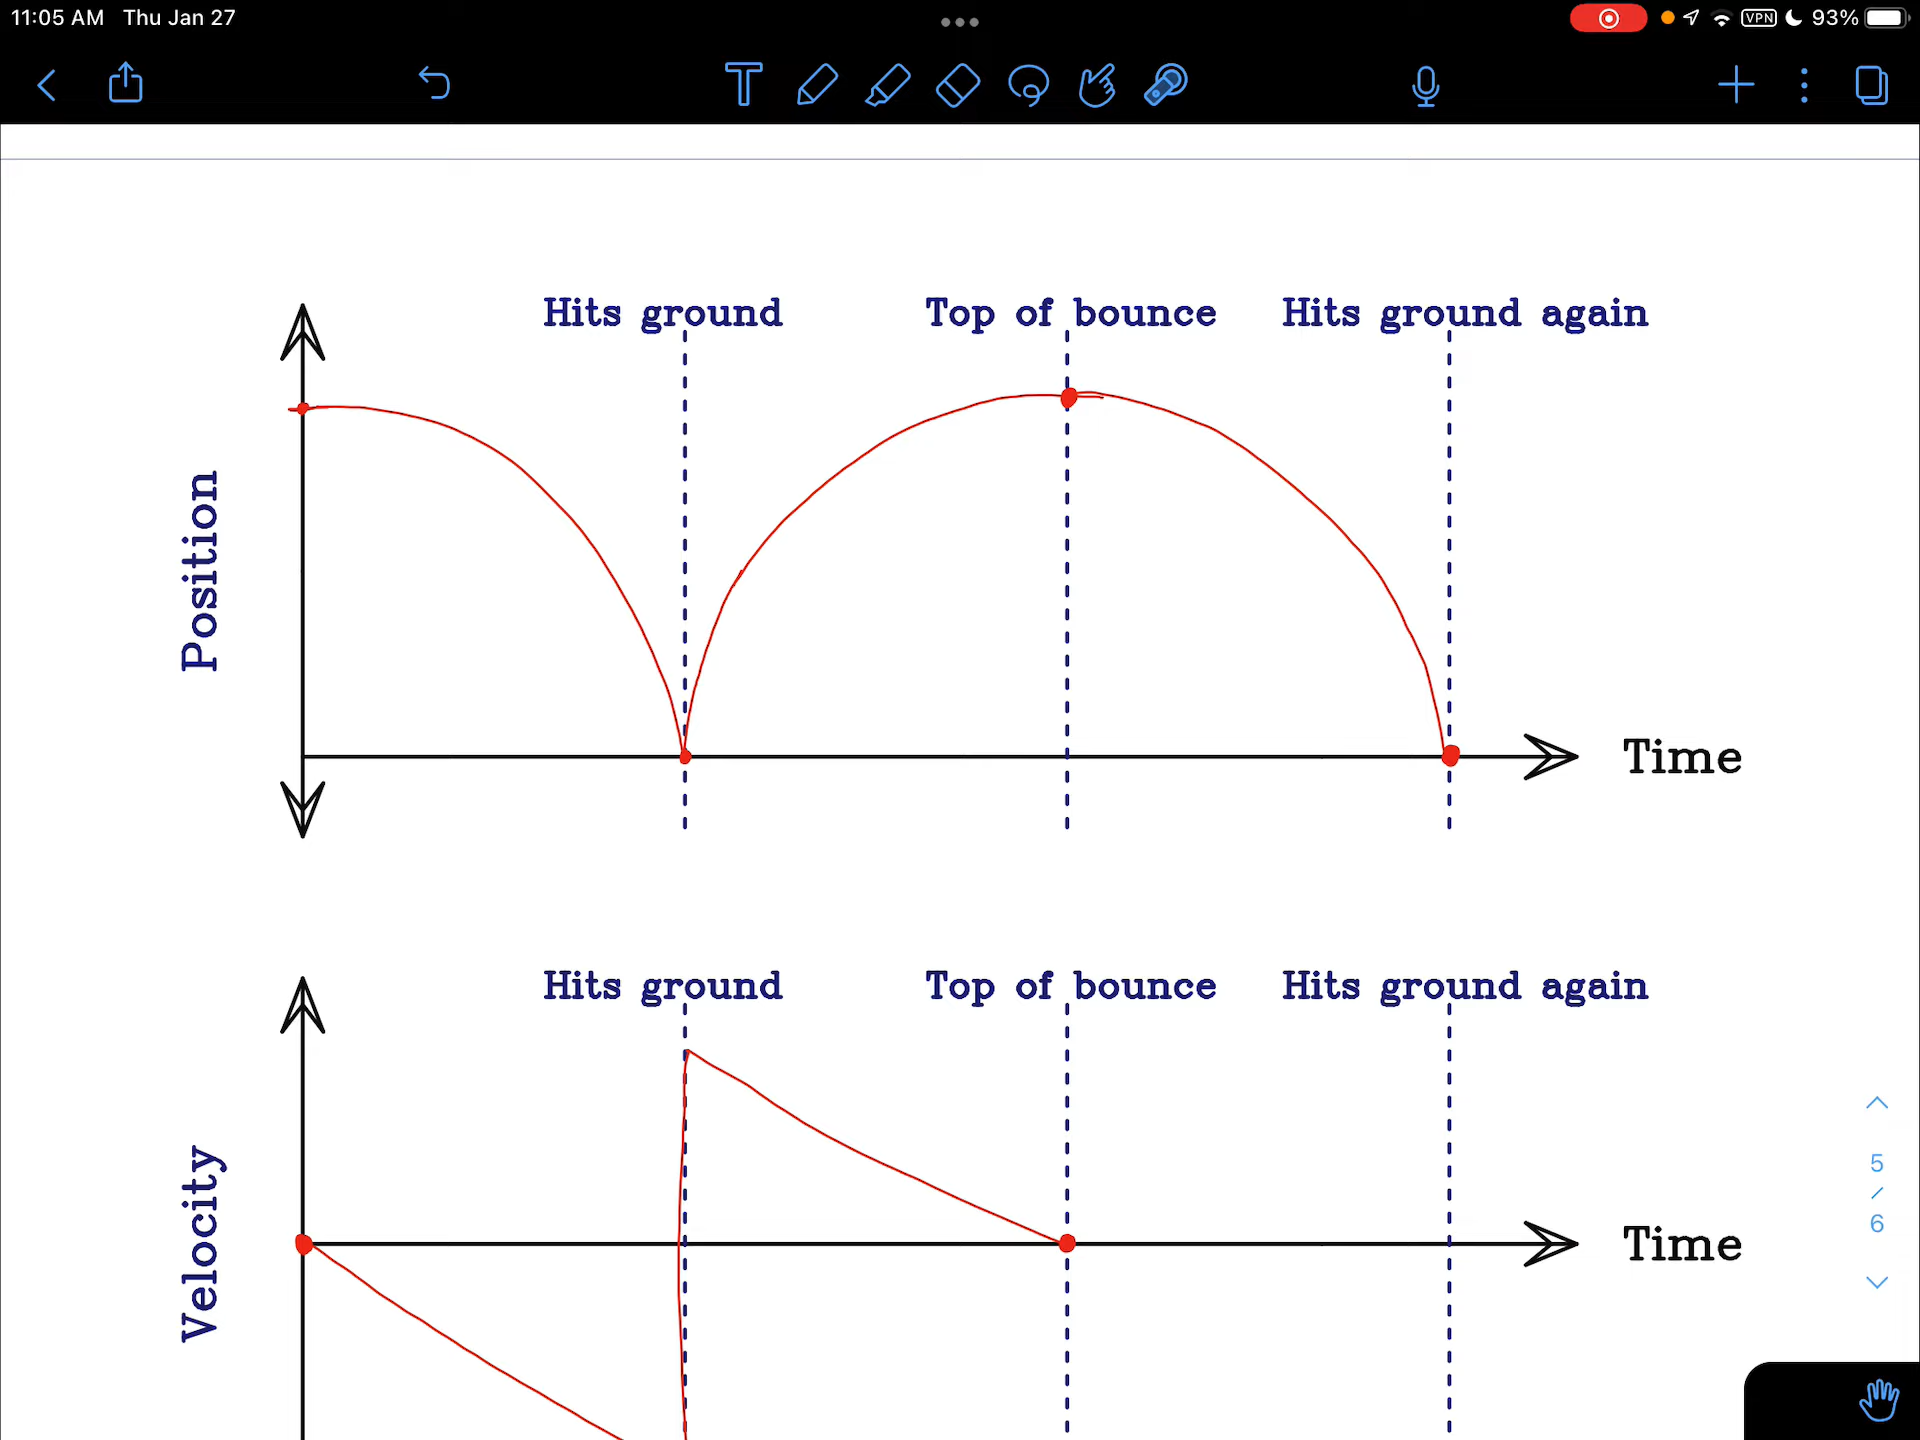 11:05 AM Thu Jan 27
VPN 93%
T
Hits ground Top of bounce Hits ground again
Position
Time
Hits ground Top of bounce Hits ground again
Velocity
Time
5
/
6